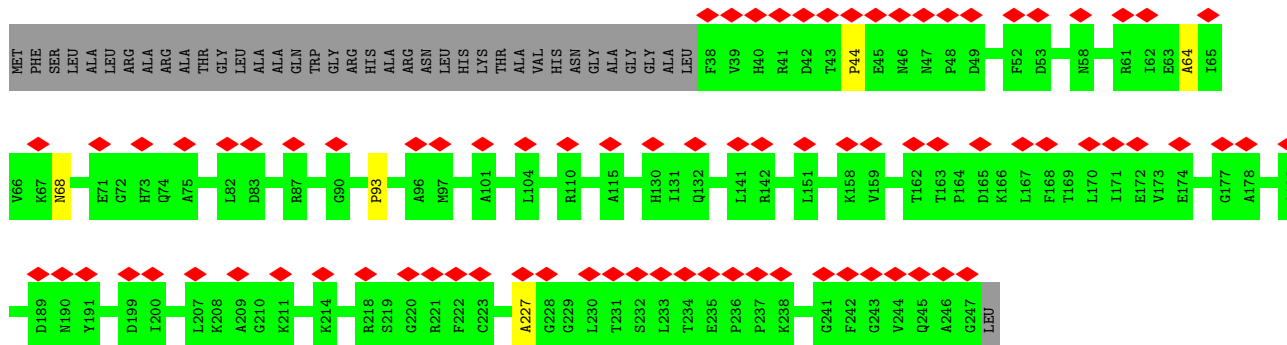 MET PHE SER LEU ALA LEU ARG ALA ARG ALA THR GLY LEU ALA ALA GLN TRP GLY ARG HIS ALA ARG ASN LEU HIS LYS THR ALA VAL HIS ASN GLY ALA GLY GLY ALA LEU F38 V39 H40 R41 D42 T43 P44 E45 N46 N47 P48 D49 F52 D53 N58 R61 I62 E63 A64 I65
V66 K67 N68 E71 G72 H73 Q74 A75 L82 D83 R87 G90 P93 A96 M97 A101 L104 R110 A115 H130 I131 Q132 L141 R142 L151 K158 V159 T162 T163 P164 D165 K166 L167 F168 T169 L170 I171 E172 V173 E174 G177 A178
D189 N190 Y191 D199 I200 L207 K208 A209 G210 K211 K214 R218 S219 G220 R221 F222 C223 A227 G228 G229 L230 T231 S232 L233 T234 E235 P236 P237 K238 G241 F242 G243 V244 Q245 A246 G247 LEU